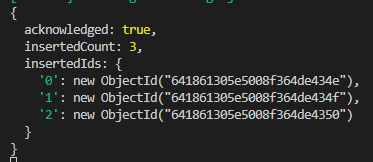 {
acknowledged: true,
insertedCount: 3,
insertedIds: {
'0': new ObjectId("641861305e5008f364de434e"),
'1': new ObjectId("641861305e5008f364de434f"),
'2': new ObjectId("641861305e5008f364de4350")
}
}